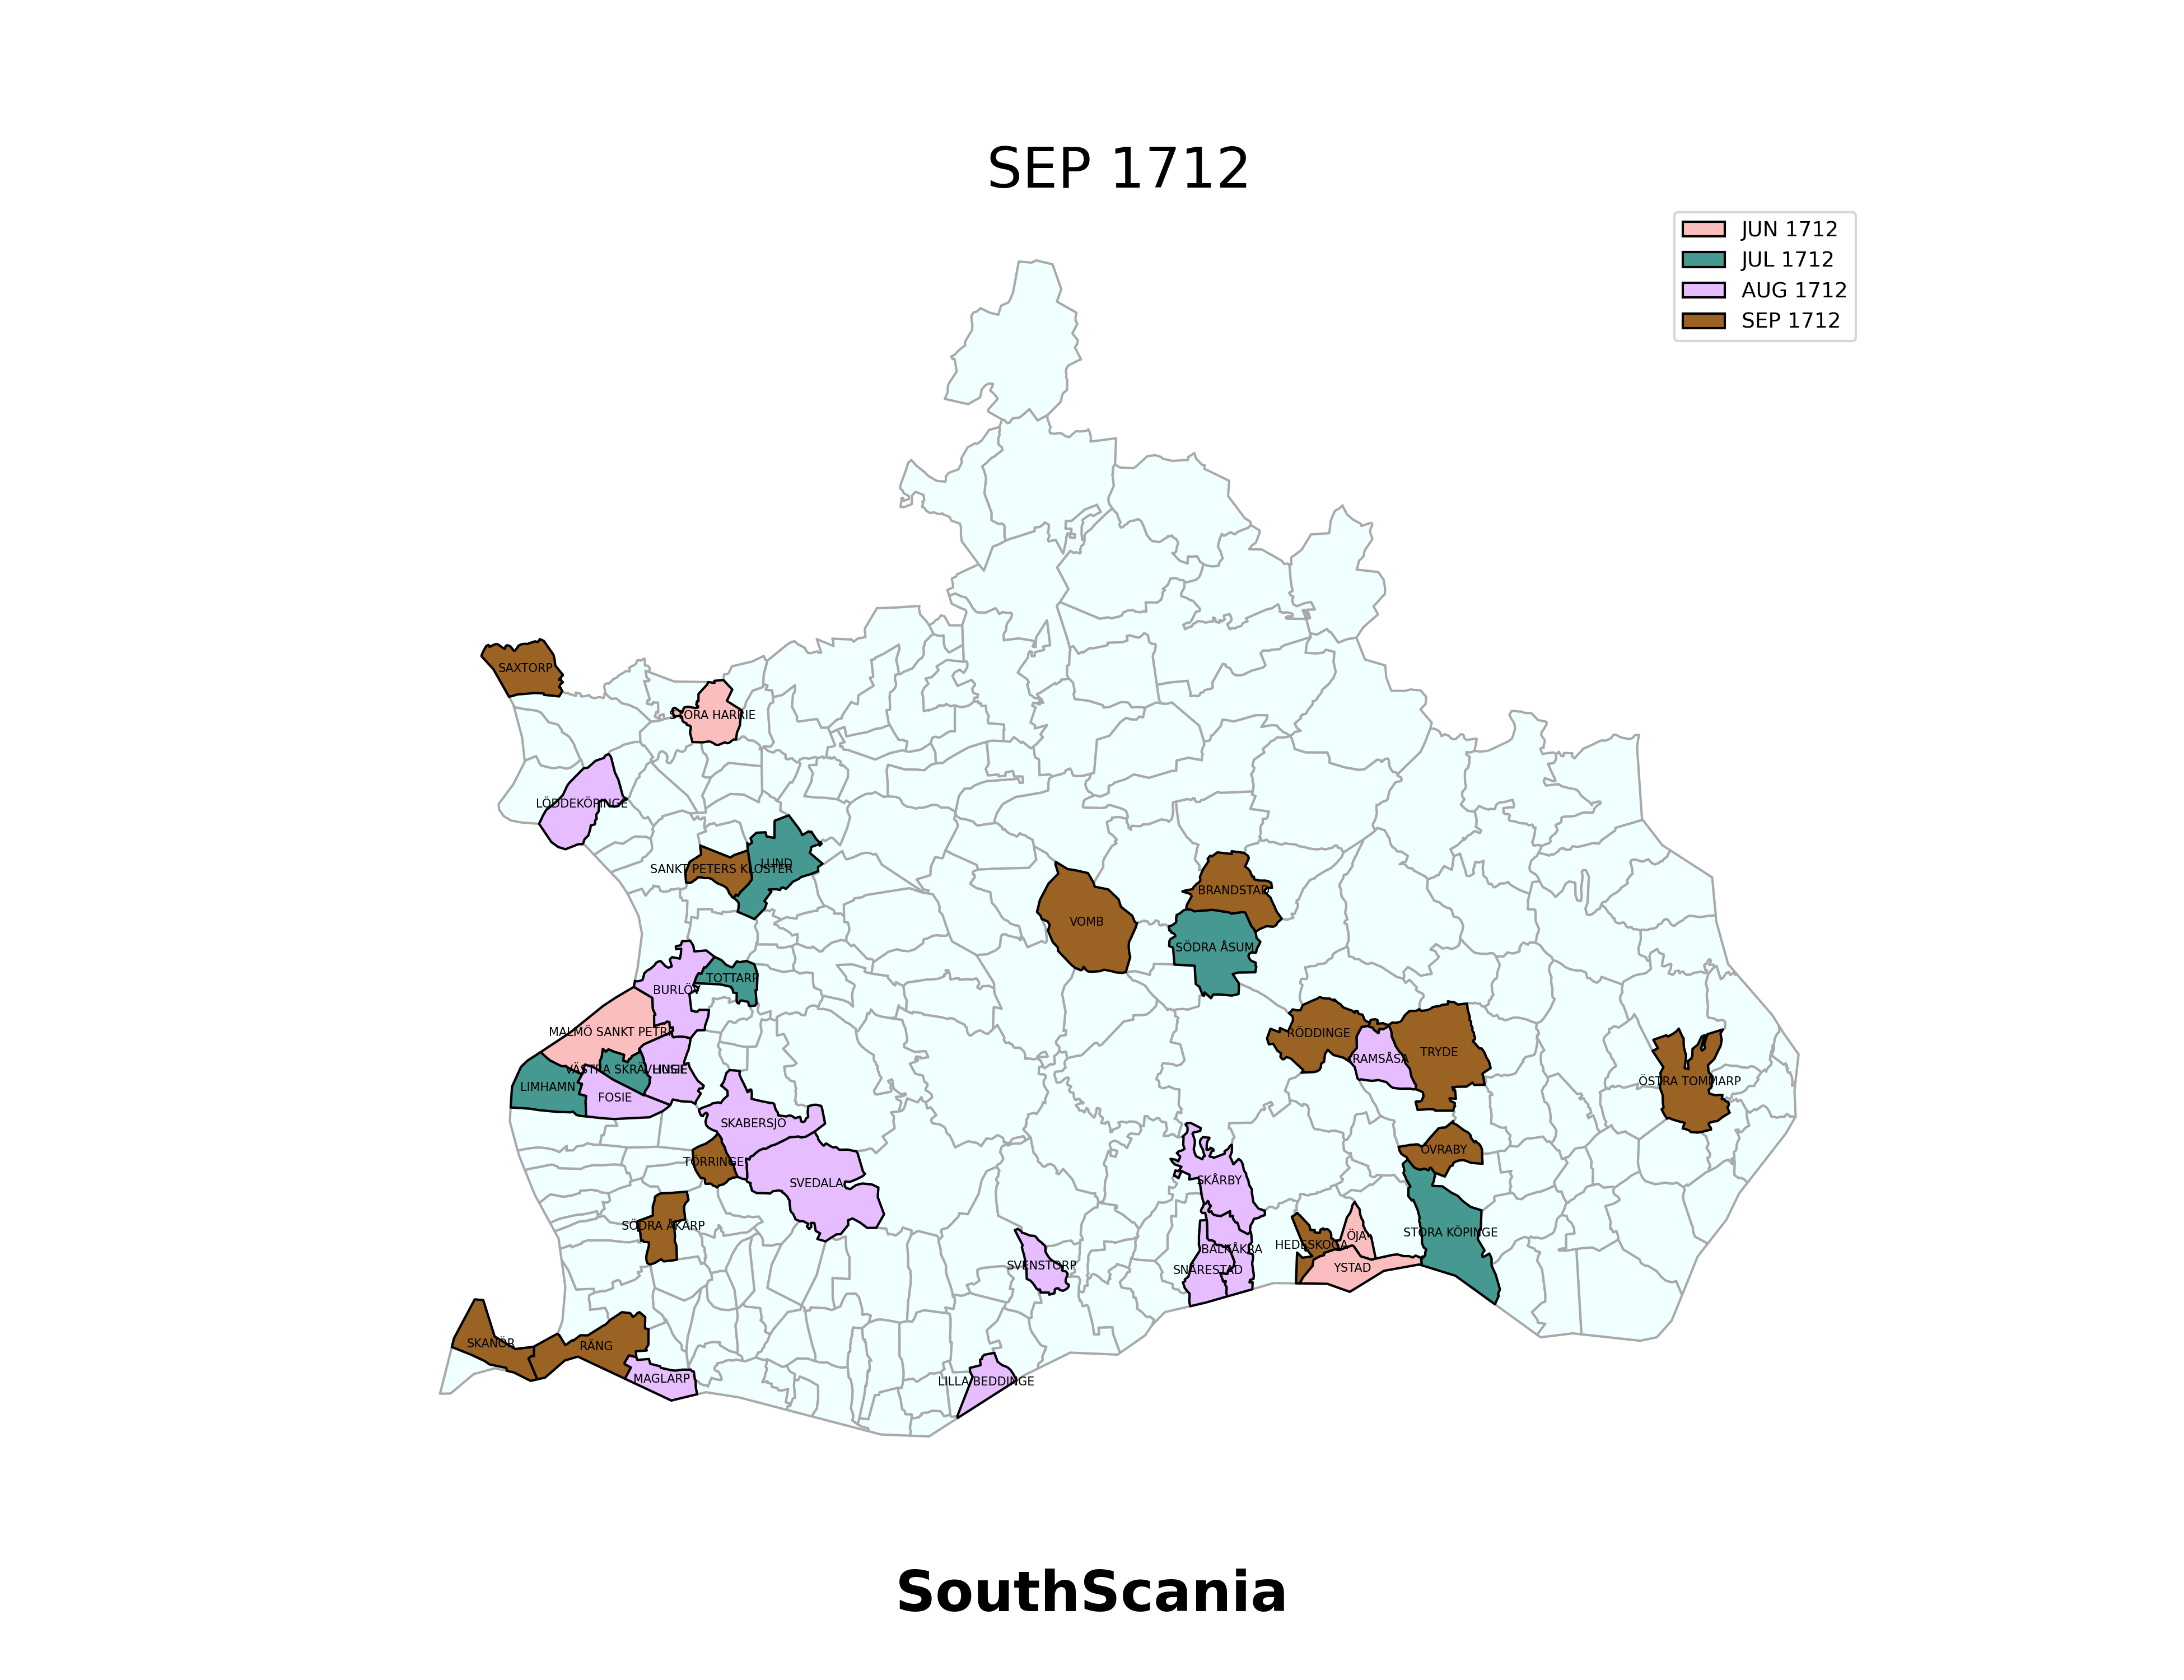 SEP 1712
JUN 1712
JUL 1712
AUG 1712
SEP 1712
SAXTORP
STORA HARRIE
LÖDDEKÖPINGE
LUND
SANKT PETERS KLOSTER
BRANDSTAD
VOMB
SÖDRA ÅSUM
TOTTARP
BURLÖV
MALMÖ SANKT PETRI
RÖDDINGE
TRYDE
RAMSÅSA
VÄSTRA SKRÄVLINGE
HUSIE
ÖSTRA TOMMARP
LIMHAMN
FOSIE
SKABERSJÖ
ÖVRABY
TÖRRINGE
SKÅRBY
SVEDALA
SÖDRA ÅKARP
STORA KÖPINGE
ÖJA
HEDESKOGA
BALKÅKRA
SVENSTORP
YSTAD
SNÅRESTAD
SKANÖR
RÄNG
MAGLARP
LILLA BEDDINGE
SouthScania